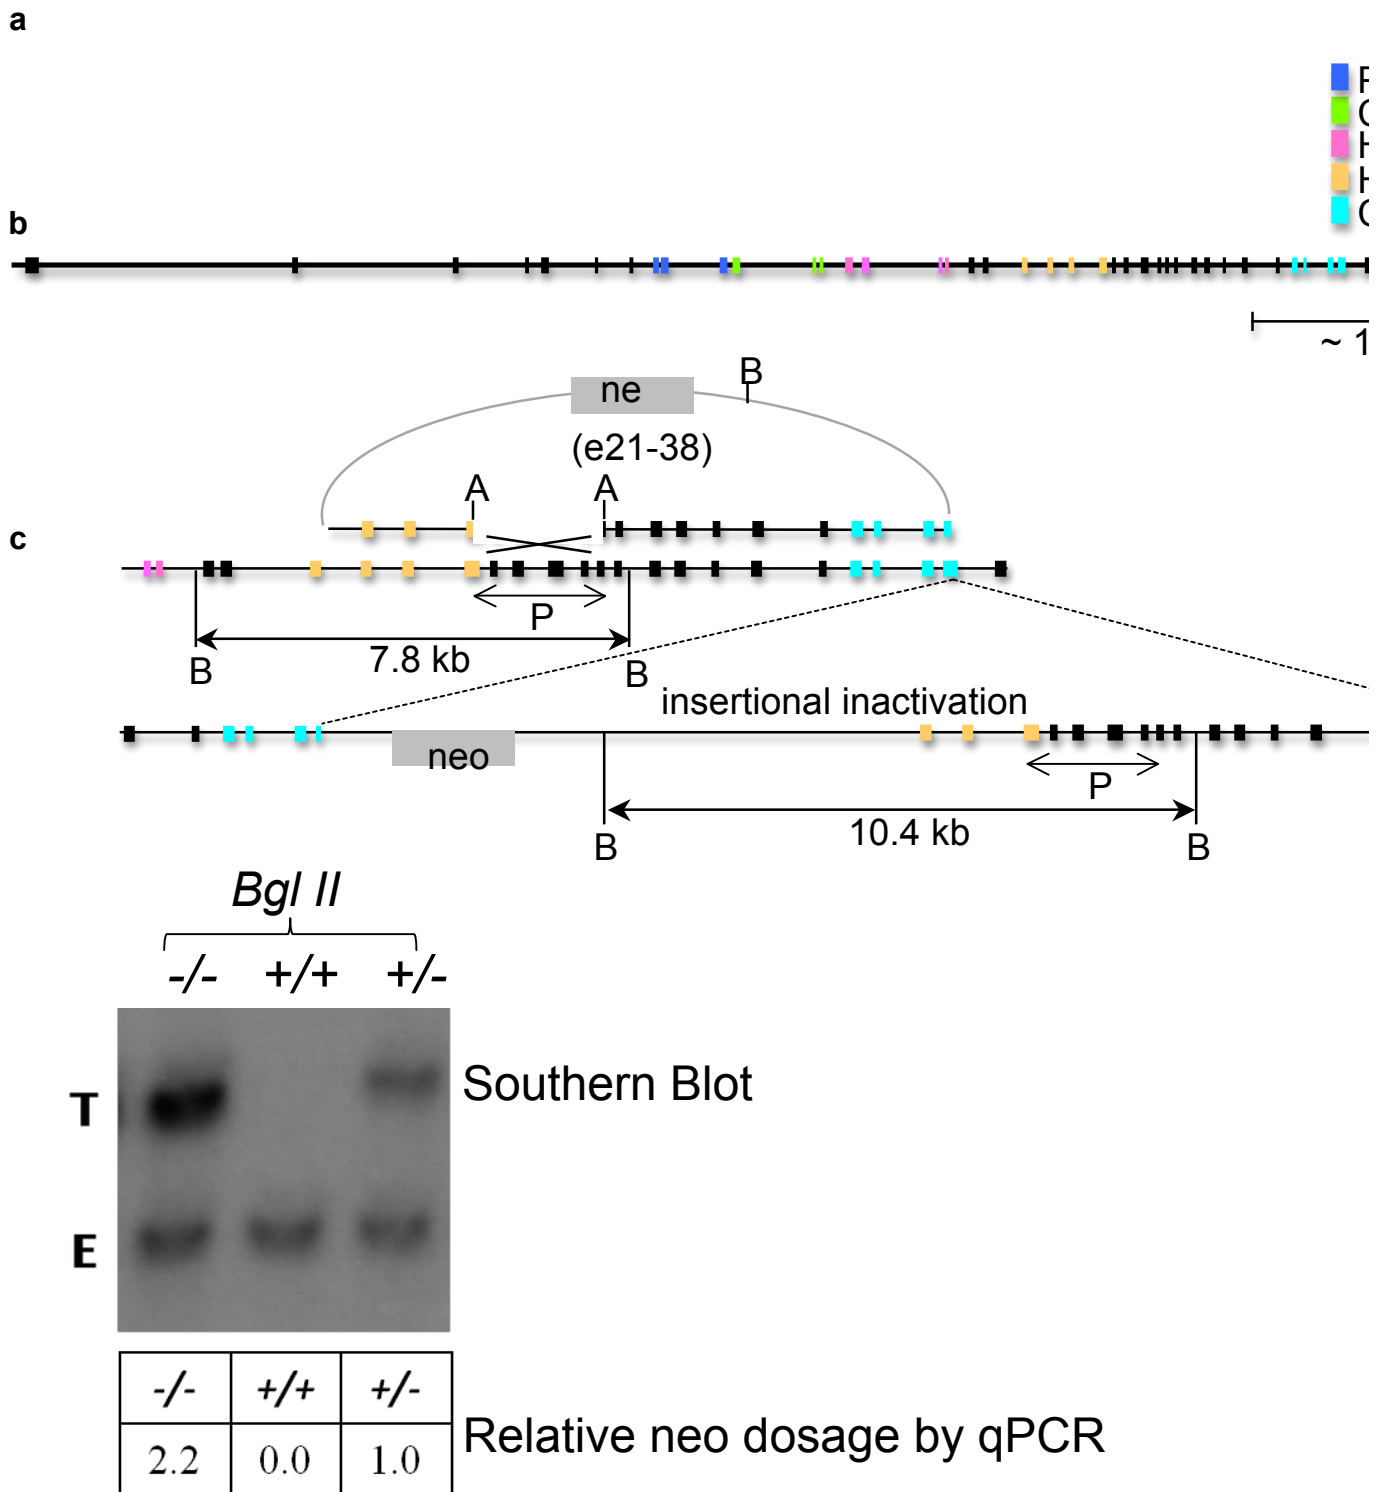 a
b
~ 1
ne
B
(e21-38)
A A
c
P
7.8 kb
B B
insertional inactivation
neo
P
10.4 kb
B B
Bgl II
-/- +/+ +/-
T
Southern Blot
E
-/- +/+ +/-
2.2 0.0 1.0
Relative neo dosage by qPCR